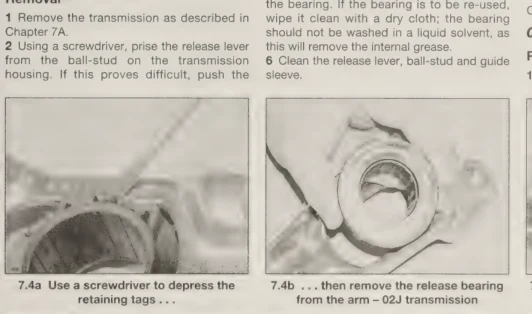 Removal
1 Remove the transmission as described in
Chapter 7A.
2 Using a screwdriver, prise the release lever
from the ball-stud on the transmission
housing. If this proves difficult, push the
the bearing. If the bearing is to be re-used,
wipe it clean with a dry cloth; the bearing
should not be washed in a liquid solvent, as
this will remove the internal grease.
6 Clean the release lever, ball-stud and guide
sleeve.
7.4a Use a screwdriver to depress the
retaining tags . . .
7.4b . . . then remove the release bearing
from the arm – 02J transmission